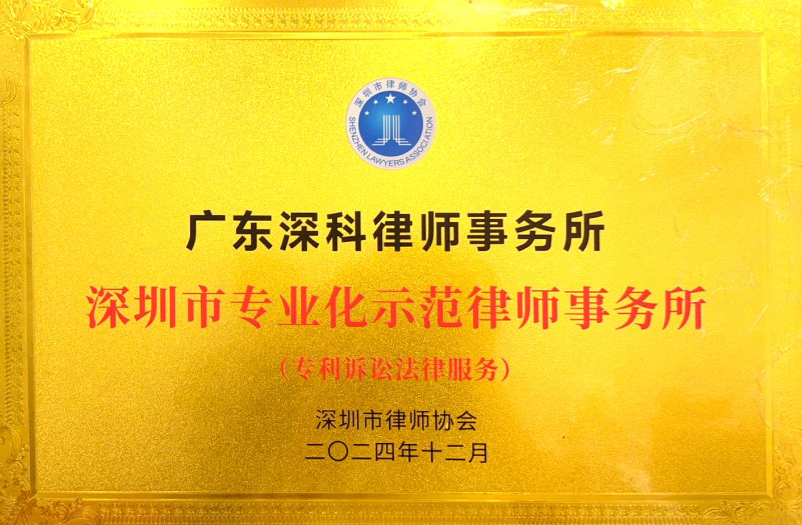 深圳市律师协会
SHENZHEN LAWYERS ASSOCIATION
广东深科律师事务所
深圳市专业化示范律师事务所
（专利诉讼法律服务）
深圳市律师协会
二〇二四年十二月